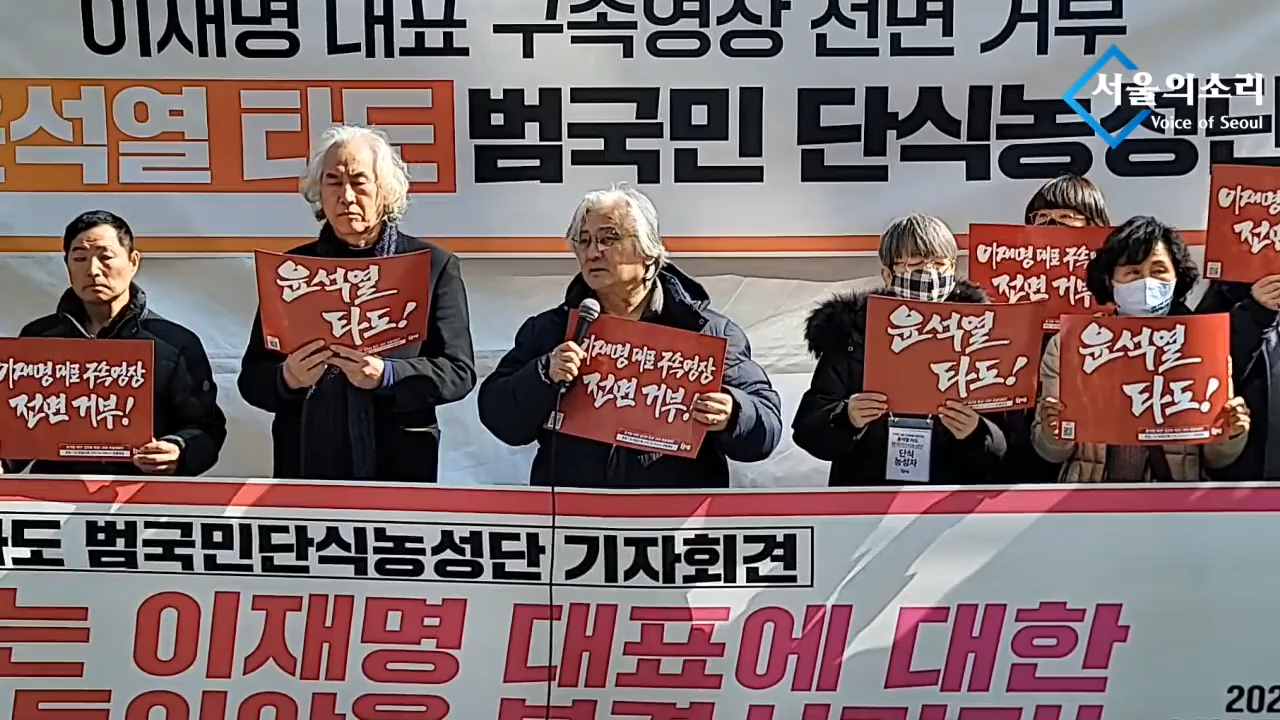 이재명 대표 구속영장 전면 거부
윤석열 타도 범국민 단식농성단
서울의소리
Voice of Seoul
윤석열
타도!
이재명 대표 구속영장
전면 거부!
이재명 대표 구속영장
전면 거부!
윤석열
타도!
단식
농성자
이재명 대표 구속
전면 거부
윤석열
타도!
이재명
전면
타도 범국민단식농성단 기자회견
는 이재명 대표에 대한
202